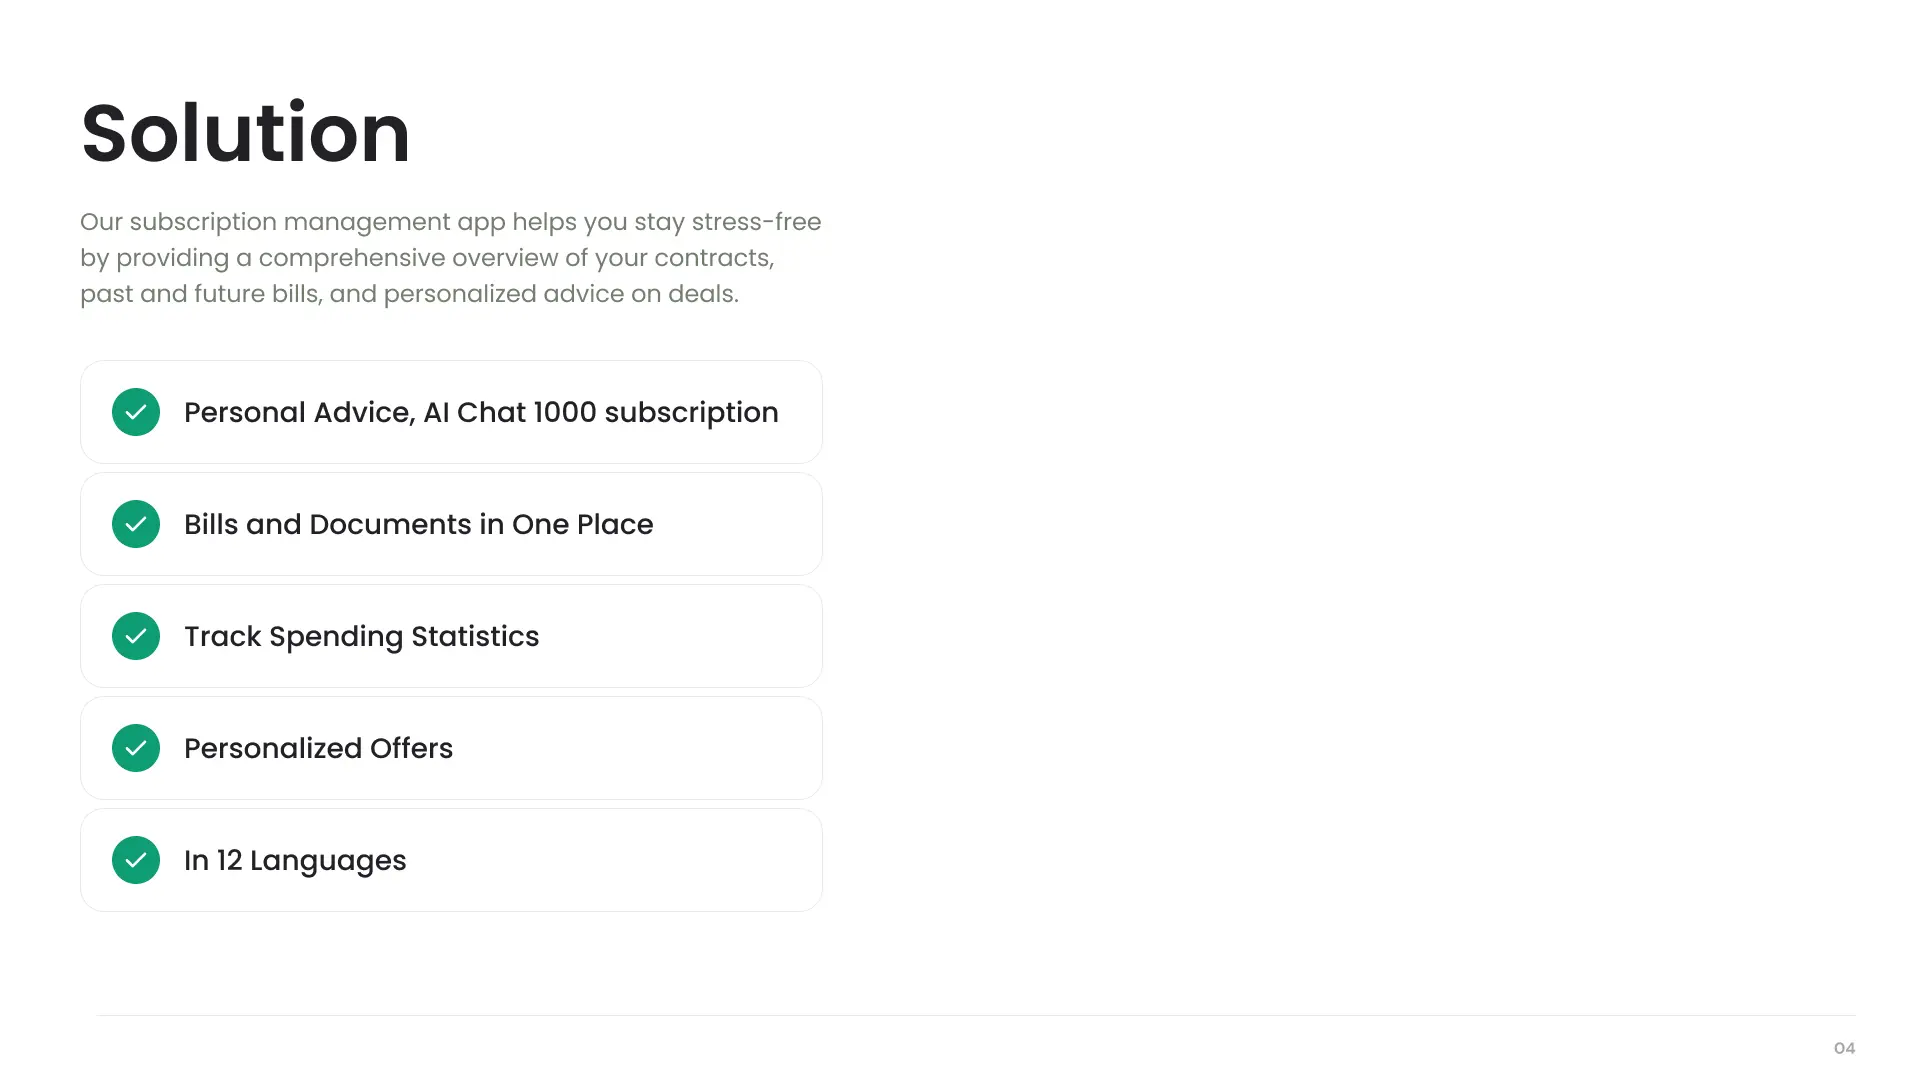 Solution
Our subscription management app helps you stay stress-free
by providing a comprehensive overview of your contracts,
past and future bills, and personalized advice on deals.
Personal Advice, AI Chat 1000 subscription
Bills and Documents in One Place
Track Spending Statistics
Personalized Offers
In 12 Languages
04